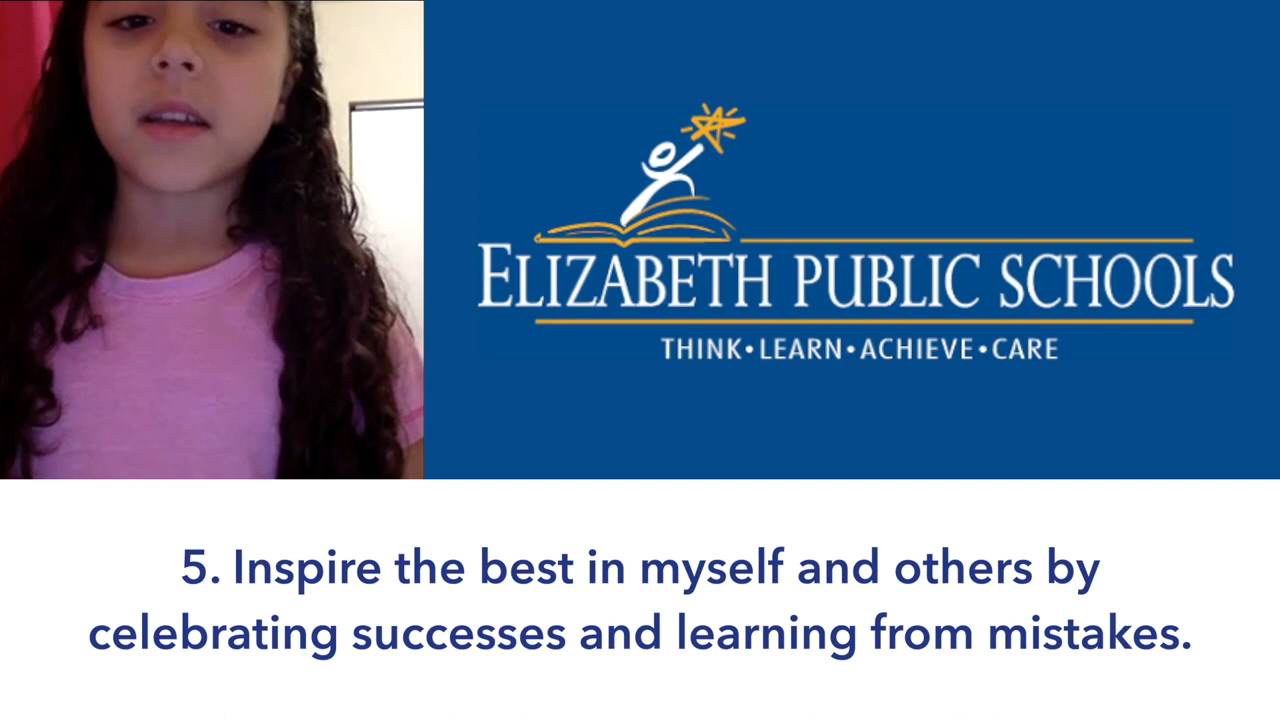 ELIZABETH PUBLIC SCHOOLS
THINK•LEARN•ACHIEVE•CARE
5. Inspire the best in myself and others by
celebrating successes and learning from mistakes.